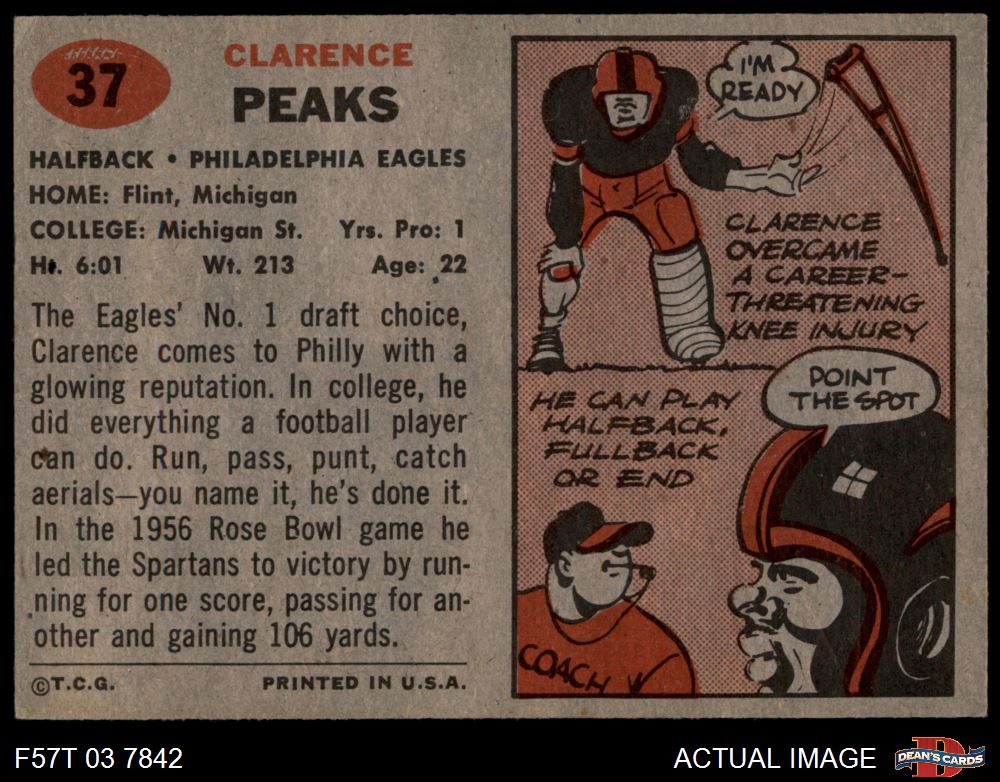 37
CLARENCE
PEAKS
HALFBACK • PHILADELPHIA EAGLES
HOME: Flint, Michigan
COLLEGE: Michigan St. Yrs. Pro: 1
Ht. 6:01 Wt. 213 Age: 22
The Eagles' No. 1 draft choice,
Clarence comes to Philly with a
glowing reputation. In college, he
did everything a football player
can do. Run, pass, punt, catch
aerials—you name it, he's done it.
In the 1956 Rose Bowl game he
led the Spartans to victory by run-
ning for one score, passing for an-
other and gaining 106 yards.
©T.C.G. PRINTED IN U.S.A.
I'M
READY
CLARENCE
OVERCAME
A CAREER-
THREATENING
KNEE INJURY
HE CAN PLAY
HALFBACK,
FULLBACK
OR END
POINT
THE SPOT
COACH
F57T 03 7842
ACTUAL IMAGE
D
DEAN'S CARDS